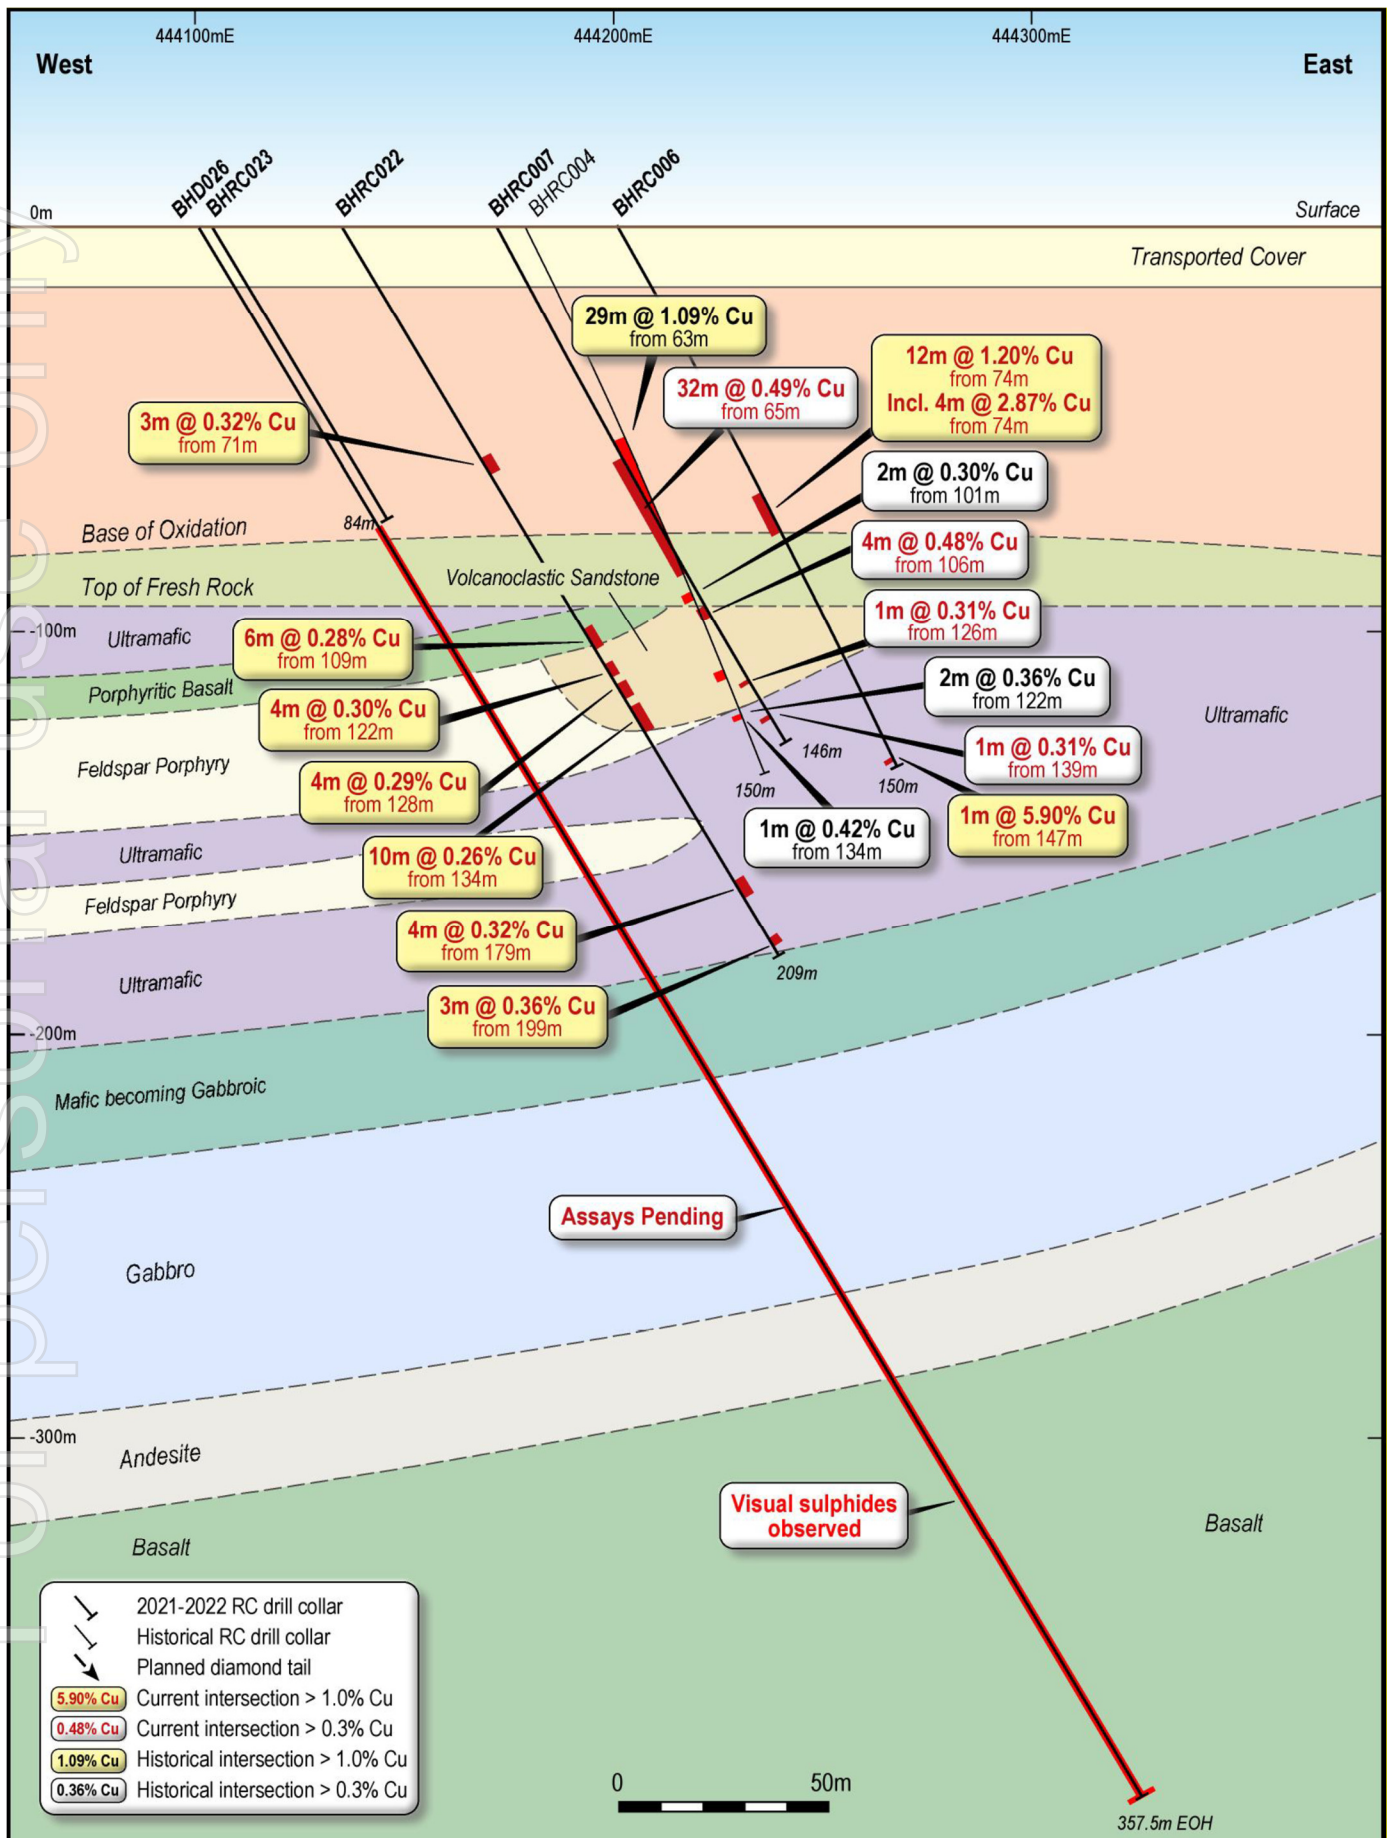 444100mE
444200mE
444300mE
West
East
BHD026
BHRC023
BHRC022
BHRC007
BHRC004
BHRC006
0m
Surface
Transported Cover
29m @ 1.09% Cu
from 63m
32m @ 0.49% Cu
from 65m
12m @ 1.20% Cu
from 74m
Incl. 4m @ 2.87% Cu
from 74m
3m @ 0.32% Cu
from 71m
2m @ 0.30% Cu
from 101m
84m
Base of Oxidation
4m @ 0.48% Cu
from 106m
Volcanoclastic Sandstone
Top of Fresh Rock
1m @ 0.31% Cu
from 126m
-100m
Ultramafic
6m @ 0.28% Cu
from 109m
2m @ 0.36% Cu
from 122m
Porphyritic Basalt
4m @ 0.30% Cu
from 122m
Ultramafic
1m @ 0.31% Cu
from 139m
146m
Feldspar Porphyry
4m @ 0.29% Cu
from 128m
150m
150m
1m @ 5.90% Cu
from 147m
1m @ 0.42% Cu
from 134m
Ultramafic
10m @ 0.26% Cu
from 134m
Feldspar Porphyry
4m @ 0.32% Cu
from 179m
Ultramafic
209m
3m @ 0.36% Cu
from 199m
-200m
Mafic becoming Gabbroic
Assays Pending
Gabbro
-300m
Andesite
Visual sulphides
observed
Basalt
Basalt
2021-2022 RC drill collar
Historical RC drill collar
Planned diamond tail
5.90% Cu Current intersection > 1.0% Cu
0.48% Cu Current intersection > 0.3% Cu
1.09% Cu Historical intersection > 1.0% Cu
0.36% Cu Historical intersection > 0.3% Cu
0 50m
357.5m EOH
For personal use only